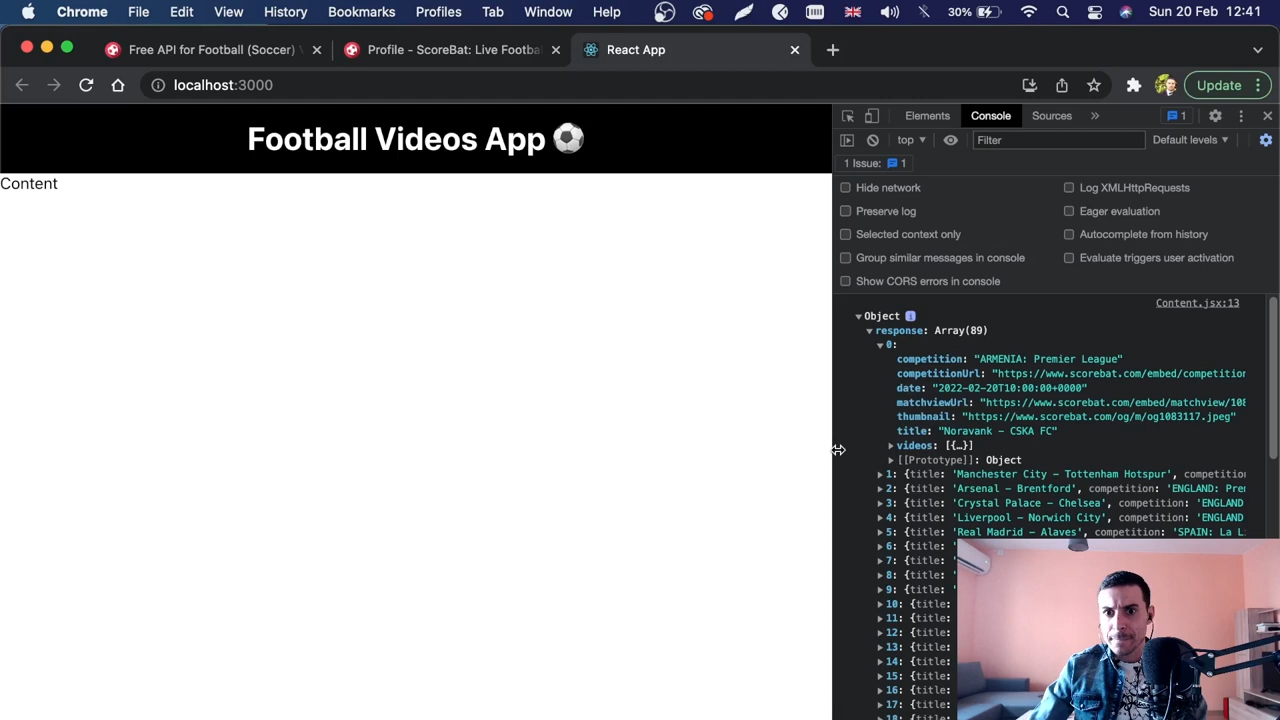 Chrome File Edit View History Bookmarks Profiles Tab Window Help 30% Sun 20 Feb 12:41
Free API for Football (Soccer)
Profile - ScoreBat: Live Footba
React App
localhost:3000
Update
Football Videos App
Content
Elements Console Sources 1
top Filter Default levels
1 Issue: 1
Hide network
Log XMLHttpRequests
Preserve log
Eager evaluation
Selected context only
Autocomplete from history
Group similar messages in console
Evaluate triggers user activation
Show CORS errors in console
Content.jsx:13
Object i
response: Array(89)
0:
competition: "ARMENIA: Premier League"
competitionUrl: "https://www.scorebat.com/embed/competition
date: "2022-02-20T10:00:00+0000"
matchviewUrl: "https://www.scorebat.com/embed/matchview/108
thumbnail: "https://www.scorebat.com/og/m/og1083117.jpeg"
title: "Noravank - CSKA FC"
videos: [{…}]
[[Prototype]]: Object
1: {title: 'Manchester City - Tottenham Hotspur', competitio
2: {title: 'Arsenal - Brentford', competition: 'ENGLAND: Pre
3: {title: 'Crystal Palace - Chelsea', competition: 'ENGLAND
4: {title: 'Liverpool - Norwich City', competition: 'ENGLAND
5: {title: 'Real Madrid - Alaves', competition: 'SPAIN: La L
6: {title: '
7: {title: '
8: {title: '
9: {title: '
10: {title:
11: {title:
12: {title:
13: {title:
14: {title:
15: {title:
16: {title:
17: {title:
18: {title: